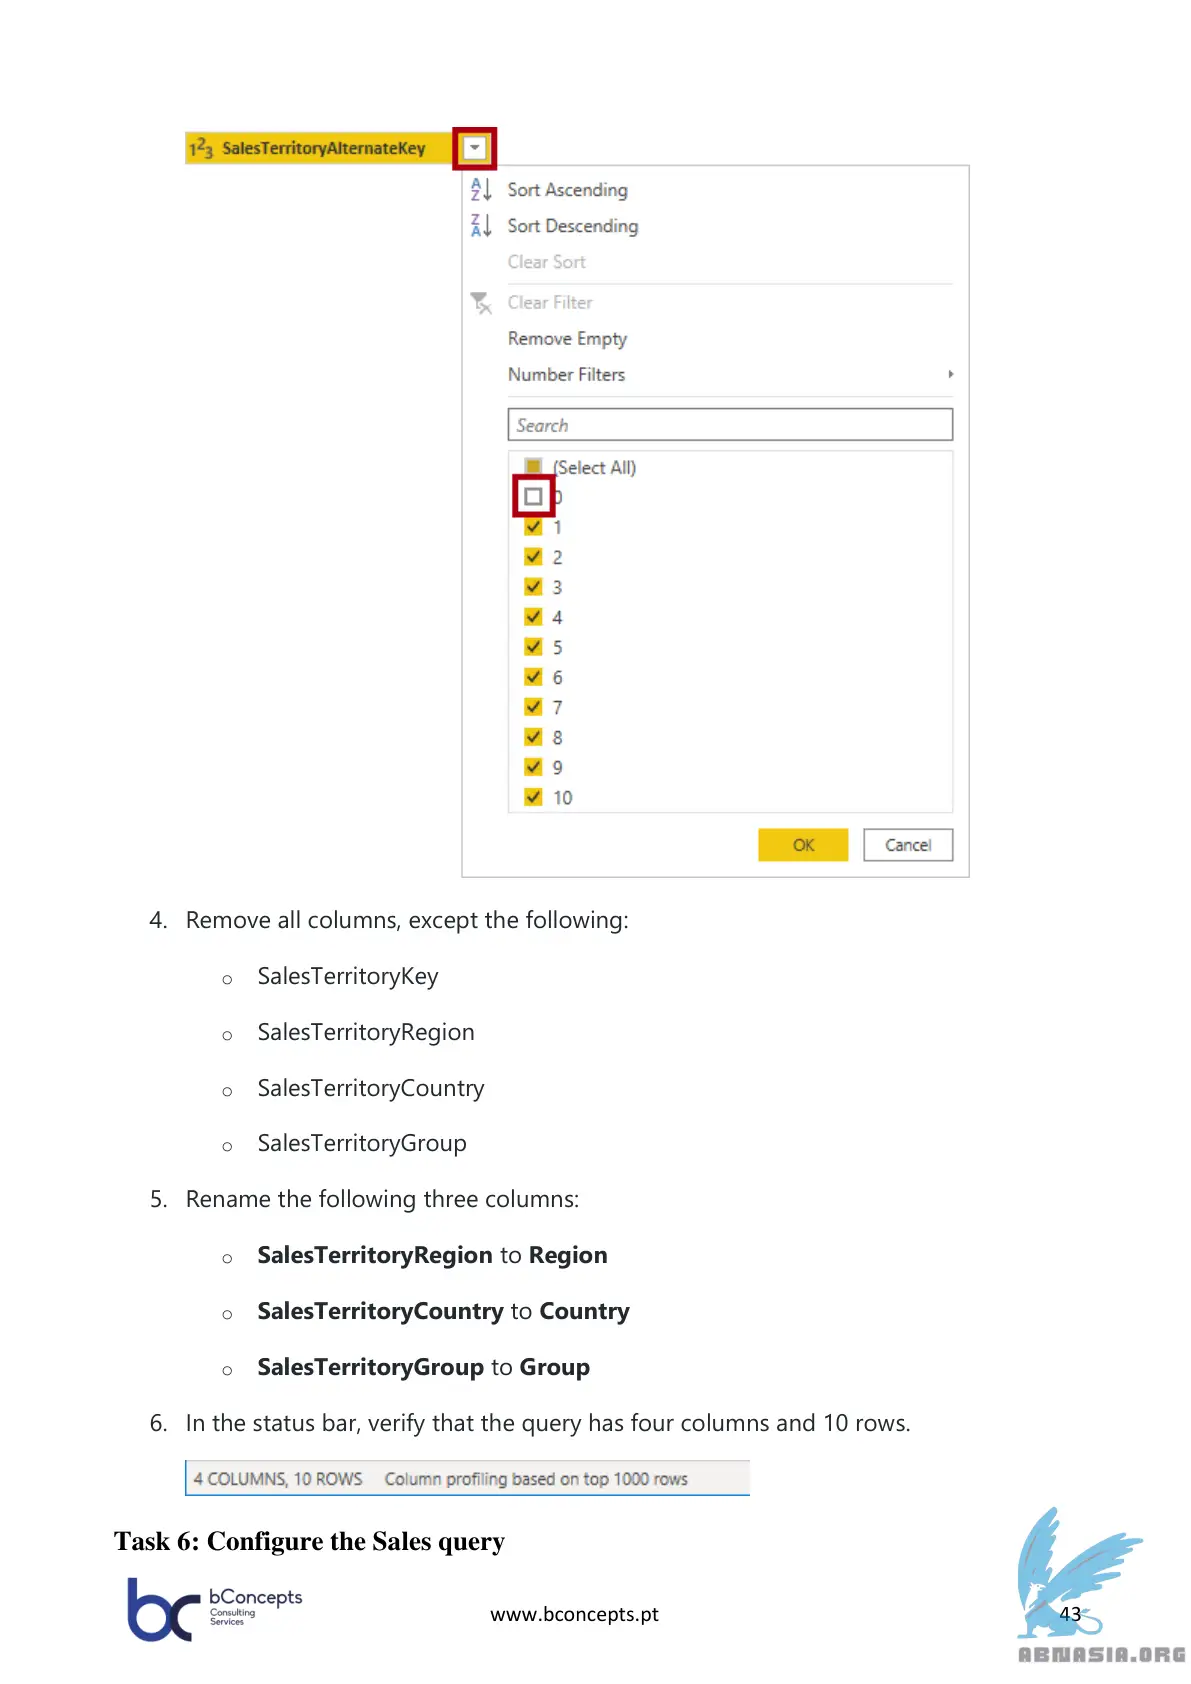 123 SalesTerritoryAlternateKey
Sort Ascending
Sort Descending
Clear Sort
Clear Filter
Remove Empty
Number Filters
Search
(Select All)
0
1
2
3
4
5
6
7
8
9
10
OK Cancel
4. Remove all columns, except the following:
o SalesTerritoryKey
o SalesTerritoryRegion
o SalesTerritoryCountry
o SalesTerritoryGroup
5. Rename the following three columns:
o SalesTerritoryRegion to Region
o SalesTerritoryCountry to Country
o SalesTerritoryGroup to Group
6. In the status bar, verify that the query has four columns and 10 rows.
4 COLUMNS, 10 ROWS Column profiling based on top 1000 rows
Task 6: Configure the Sales query
bc bConcepts
Consulting
Services
www.bconcepts.pt
43
ABNASIA.ORG